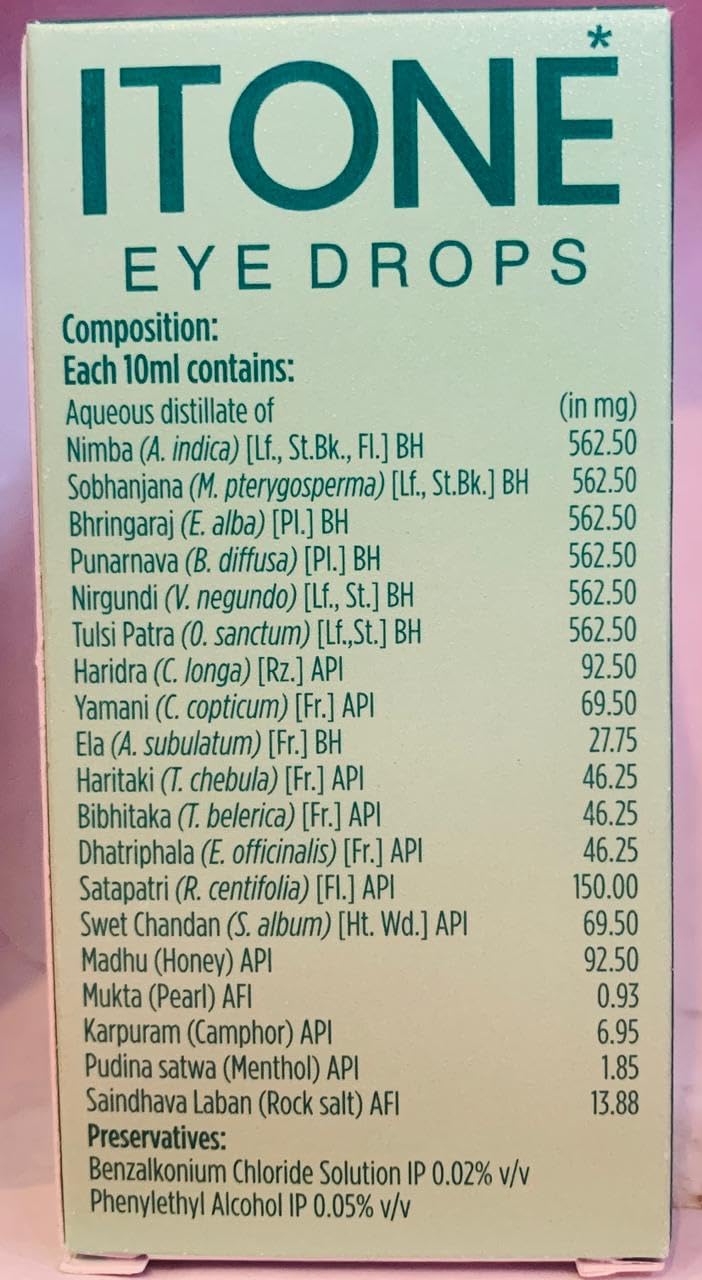 ITONE*
EYE DROPS
Composition:
Each 10ml contains:
Aqueous distillate of (in mg)
Nimba (A. indica) [Lf., St.Bk., Fl.] BH 562.50
Sobhanjana (M. pterygosperma) [Lf., St.Bk.] BH 562.50
Bhringaraj (E. alba) [Pl.] BH 562.50
Punarnava (B. diffusa) [Pl.] BH 562.50
Nirgundi (V. negundo) [Lf., St.] BH 562.50
Tulsi Patra (O. sanctum) [Lf.,St.] BH 562.50
Haridra (C. longa) [Rz.] API 92.50
Yamani (C. copticum) [Fr.] API 69.50
Ela (A. subulatum) [Fr.] BH 27.75
Haritaki (T. chebula) [Fr.] API 46.25
Bibhitaka (T. belerica) [Fr.] API 46.25
Dhatriphala (E. officinalis) [Fr.] API 46.25
Satapatri (R. centifolia) [Fl.] API 150.00
Swet Chandan (S. album) [Ht. Wd.] API 69.50
Madhu (Honey) API 92.50
Mukta (Pearl) AFI 0.93
Karpuram (Camphor) API 6.95
Pudina satwa (Menthol) API 1.85
Saindhava Laban (Rock salt) AFI 13.88
Preservatives:
Benzalkonium Chloride Solution IP 0.02% v/v
Phenylethyl Alcohol IP 0.05% v/v